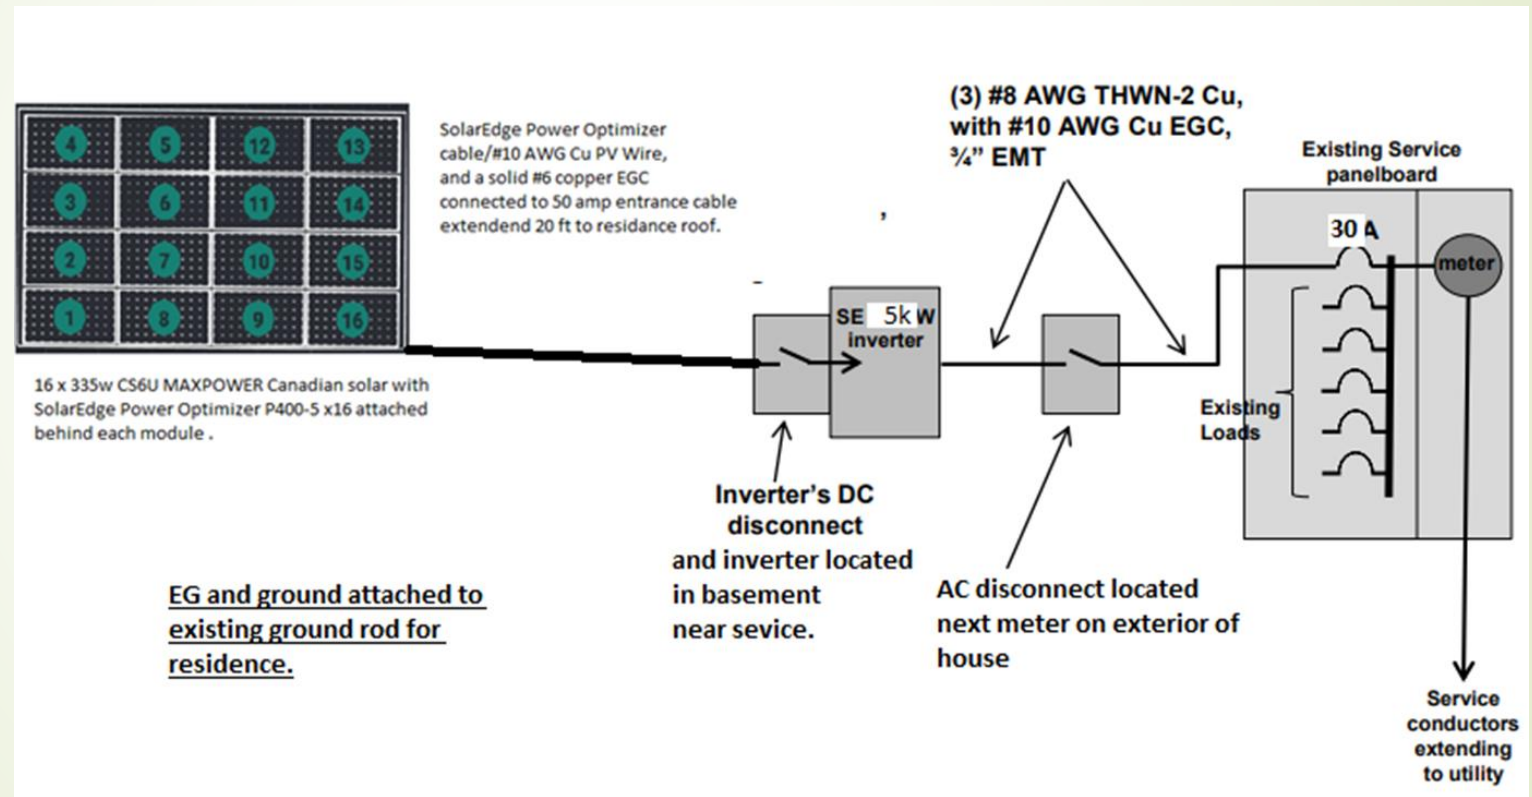 4 5 12 13
3 6 11 14
2 7 10 15
1 8 9 16
16 x 335w CS6U MAXPOWER Canadian solar with
SolarEdge Power Optimizer P400-5 x16 attached
behind each module .
SolarEdge Power Optimizer
cable/#10 AWG Cu PV Wire,
and a solid #6 copper EGC
connected to 50 amp entrance cable
extendend 20 ft to residance roof.
EG and ground attached to
existing ground rod for
residence.
SE 5kW
inverter
Inverter’s DC
disconnect
and inverter located
in basement
near sevice.
(3) #8 AWG THWN-2 Cu,
with #10 AWG Cu EGC,
¾” EMT
AC disconnect located
next meter on exterior of
house
Existing Service
panelboard
30 A
meter
Existing
Loads
Service
conductors
extending
to utility